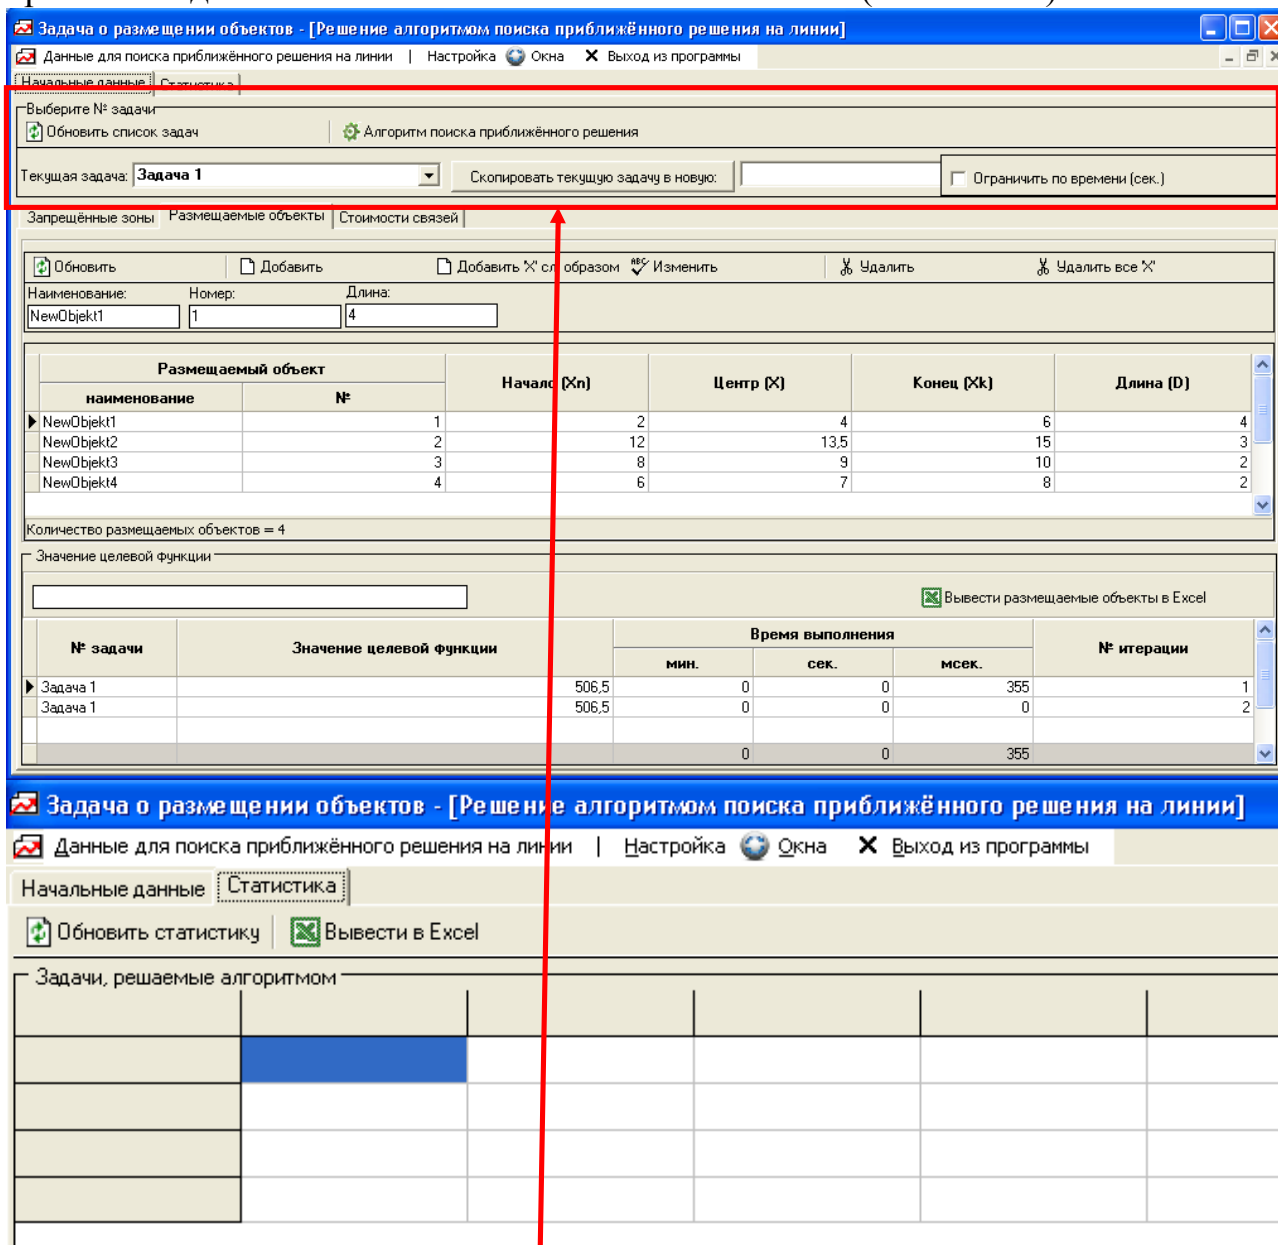 Задача о размещении объектов - [Решение алгоритмом поиска приближённого решения на линии]
Данные для поиска приближённого решения на линии | Настройка Окна X Выход из программы
Начальные данные Статистика
Выберите № задачи
Обновить список задач Алгоритм поиска приближённого решения
Текущая задача: Задача 1 Скопировать текущую задачу в новую: Ограничить по времени (сек.)
Запрещённые зоны Размещаемые объекты Стоимости связей
Обновить Добавить Добавить 'X' сл. образом Изменить Удалить Удалить все 'X'
Наименование: Номер: Длина:
NewObjekt1 1 4
Размещаемый объект Начало (Xn) Центр (X) Конец (Xk) Длина (D)
наименование №
NewObjekt1 1 2 4 6 4
NewObjekt2 2 12 13,5 15 3
NewObjekt3 3 8 9 10 2
NewObjekt4 4 6 7 8 2
Количество размещаемых объектов = 4
Значение целевой функции
Вывести размещаемые объекты в Excel
№ задачи Значение целевой функции Время выполнения № итерации
мин. сек. мсек.
Задача 1 506,5 0 0 355 1
Задача 1 506,5 0 0 0 2
0 0 355
Задача о размещении объектов - [Решение алгоритмом поиска приближённого решения на линии]
Данные для поиска приближённого решения на линии | Настройка Окна X Выход из программы
Начальные данные Статистика
Обновить статистику Вывести в Excel
Задачи, решаемые алгоритмом